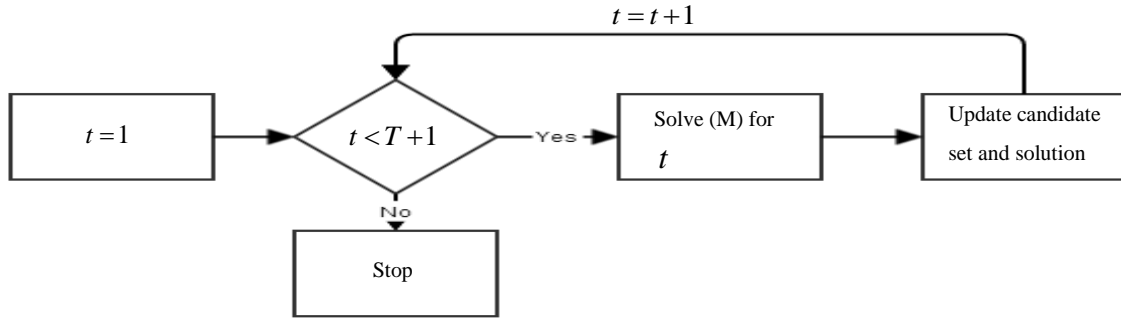 t = t + 1
t = 1
t < T + 1
Yes
Solve (M) for
t
Update candidate
set and solution
No
Stop